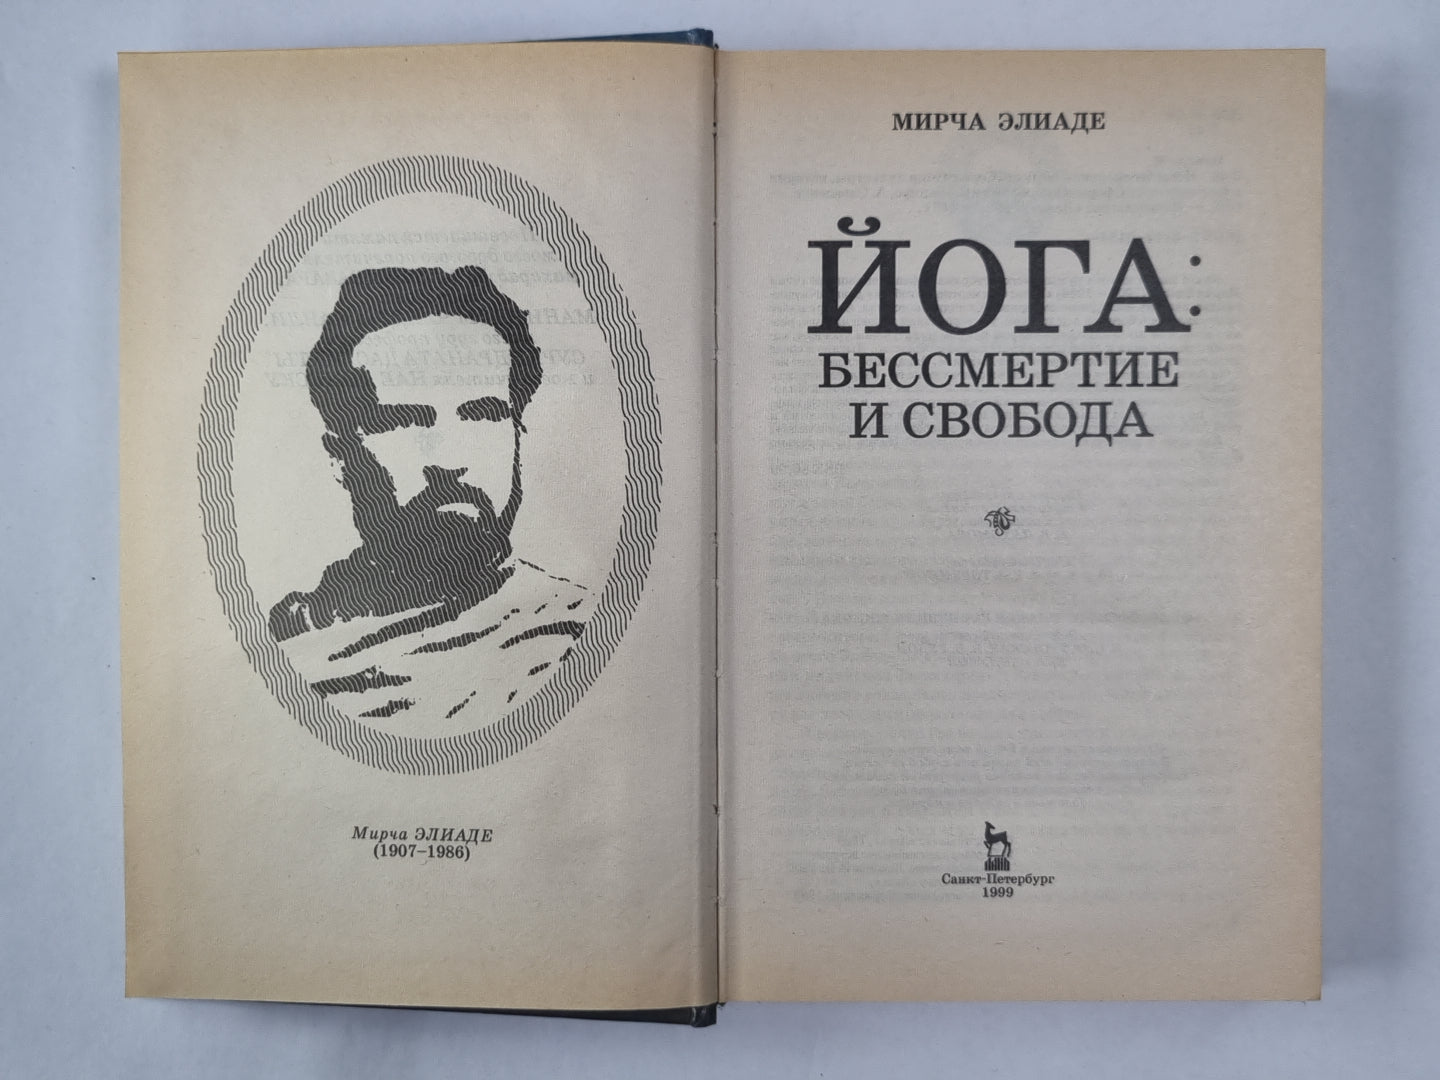 Мирча ЭЛИАДЕ
(1907–1986)
МИРЧА ЭЛИАДЕ
ЙОГА:
БЕССМЕРТИЕ
И СВОБОДА
Санкт-Петербург
1999